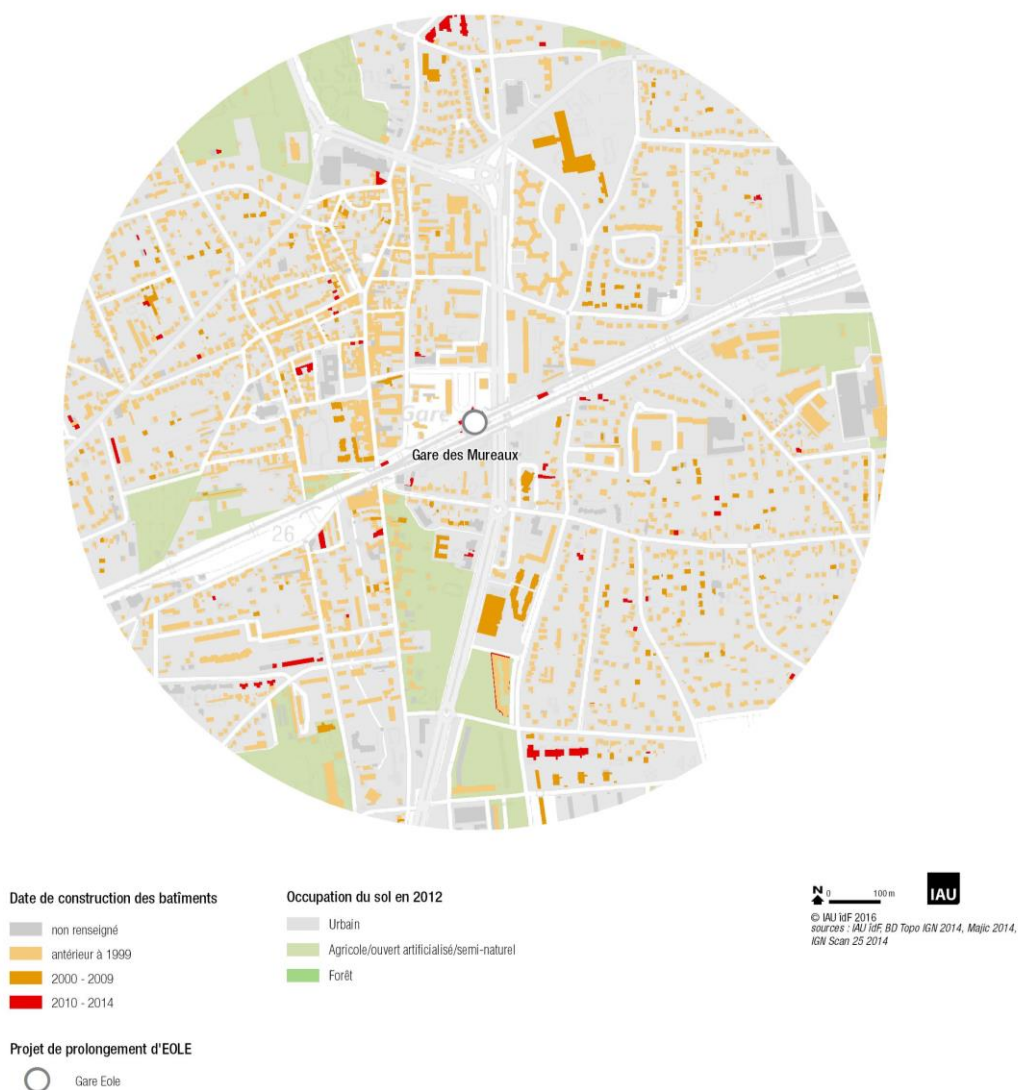 Gare
Gare des Mureaux
26
Date de construction des batîments
non renseigné
antérieur à 1999
2000 - 2009
2010 - 2014
Projet de prolongement d'EOLE
Gare Eole
Occupation du sol en 2012
Urbain
Agricole/ouvert artificialisé/semi-naturel
Forêt
N 0 100 m
IAU
© IAU îdF 2016
sources : IAU îdF, BD Topo IGN 2014, Majic 2014,
IGN Scan 25 2014